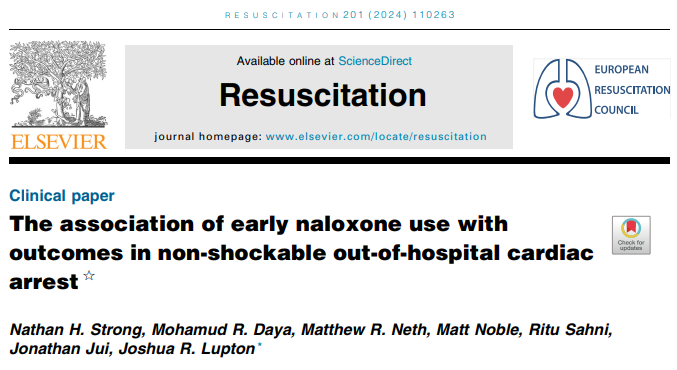 RESUSCITATION 201 (2024) 110263
Available online at ScienceDirect
Resuscitation
journal homepage: www.elsevier.com/locate/resuscitation
ELSEVIER
EUROPEAN
RESUSCITATION
COUNCIL
Clinical paper
The association of early naloxone use with
outcomes in non-shockable out-of-hospital cardiac
arrest ☆
Check for
updates
Nathan H. Strong, Mohamud R. Daya, Matthew R. Neth, Matt Noble, Ritu Sahni,
Jonathan Jui, Joshua R. Lupton *